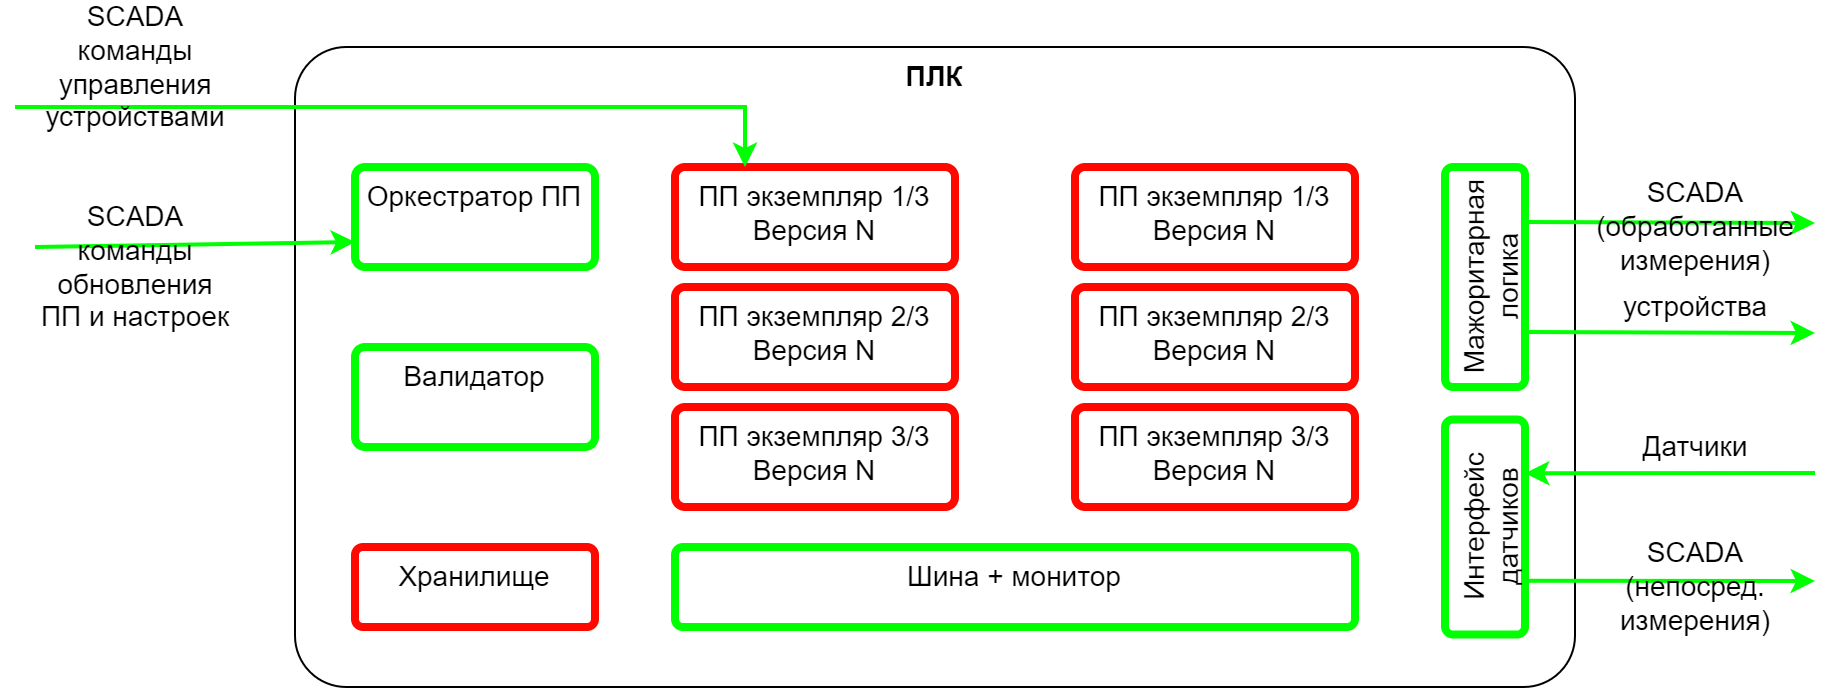 SCADA
команды
управления
устройствами
ПЛК
SCADA
команды
обновления
ПП и настроек
Оркестратор ПП
Валидатор
Хранилище
ПП экземпляр 1/3
Версия N
ПП экземпляр 2/3
Версия N
ПП экземпляр 3/3
Версия N
ПП экземпляр 1/3
Версия N
ПП экземпляр 2/3
Версия N
ПП экземпляр 3/3
Версия N
Шина + монитор
Мажоритарная
логика
Интерфейс
датчиков
SCADA
(обработанные
измерения)
устройства
Датчики
SCADA
(непосред.
измерения)